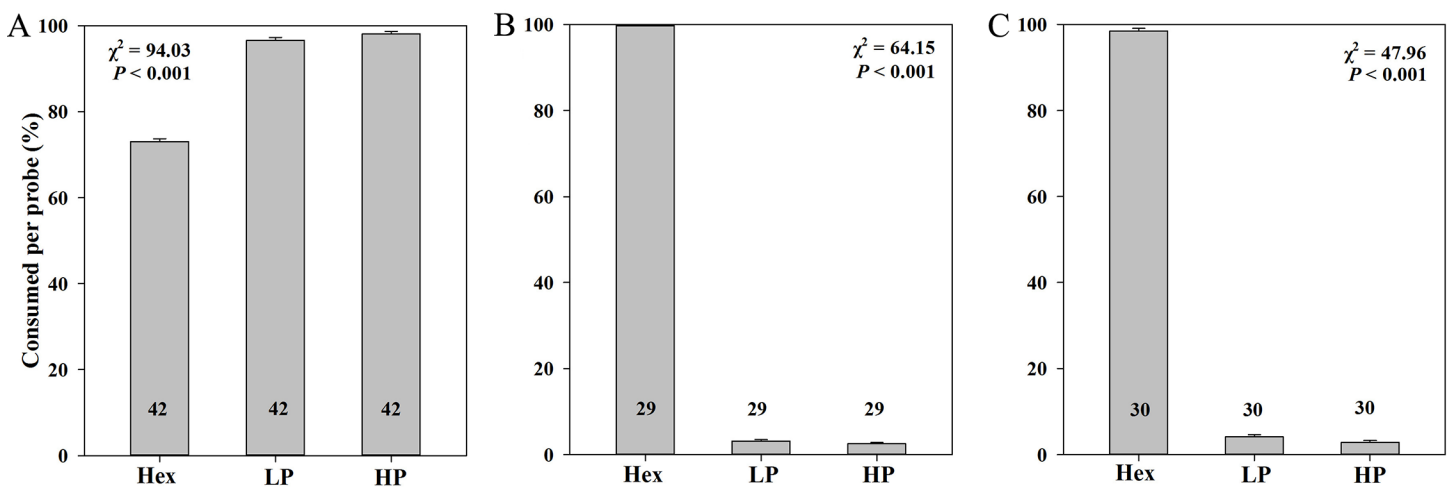 A
Consumed per probe (%)
100
80
60
40
20
0
χ² = 94.03
P < 0.001
42
42
42
Hex
LP
HP
B
100
80
60
40
20
0
χ² = 64.15
P < 0.001
29
29
29
Hex
LP
HP
C
100
80
60
40
20
0
χ² = 47.96
P < 0.001
30
30
30
Hex
LP
HP